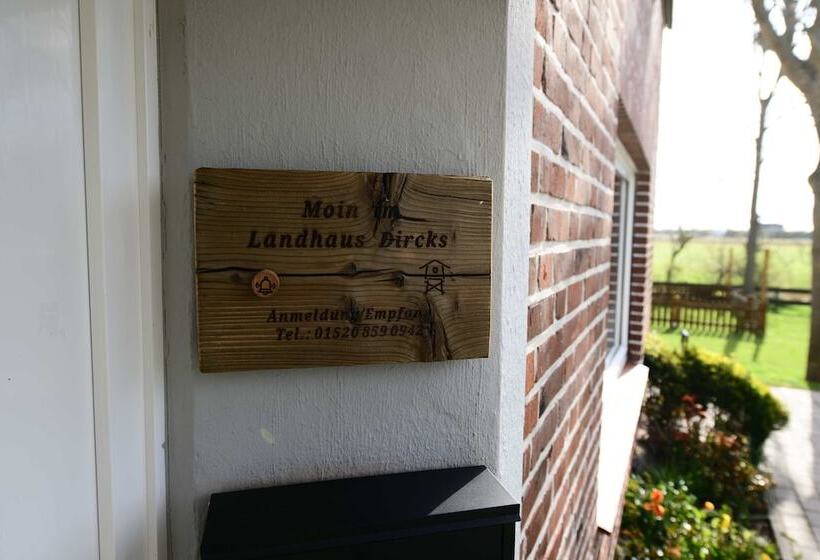 Moin im
Landhaus Dircks
Anmeldung/Empfang
Tel.: 01520 859 0942